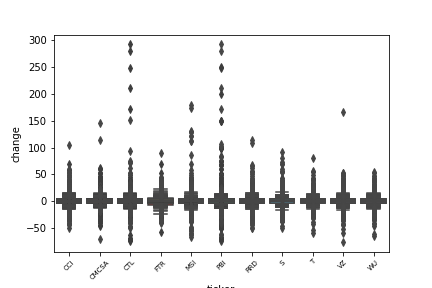 300
250
200
150
100
50
0
−50
change
CCI
CMCSA
CTL
FTR
MSI
PBI
RRD
S
T
VZ
WU
ticker